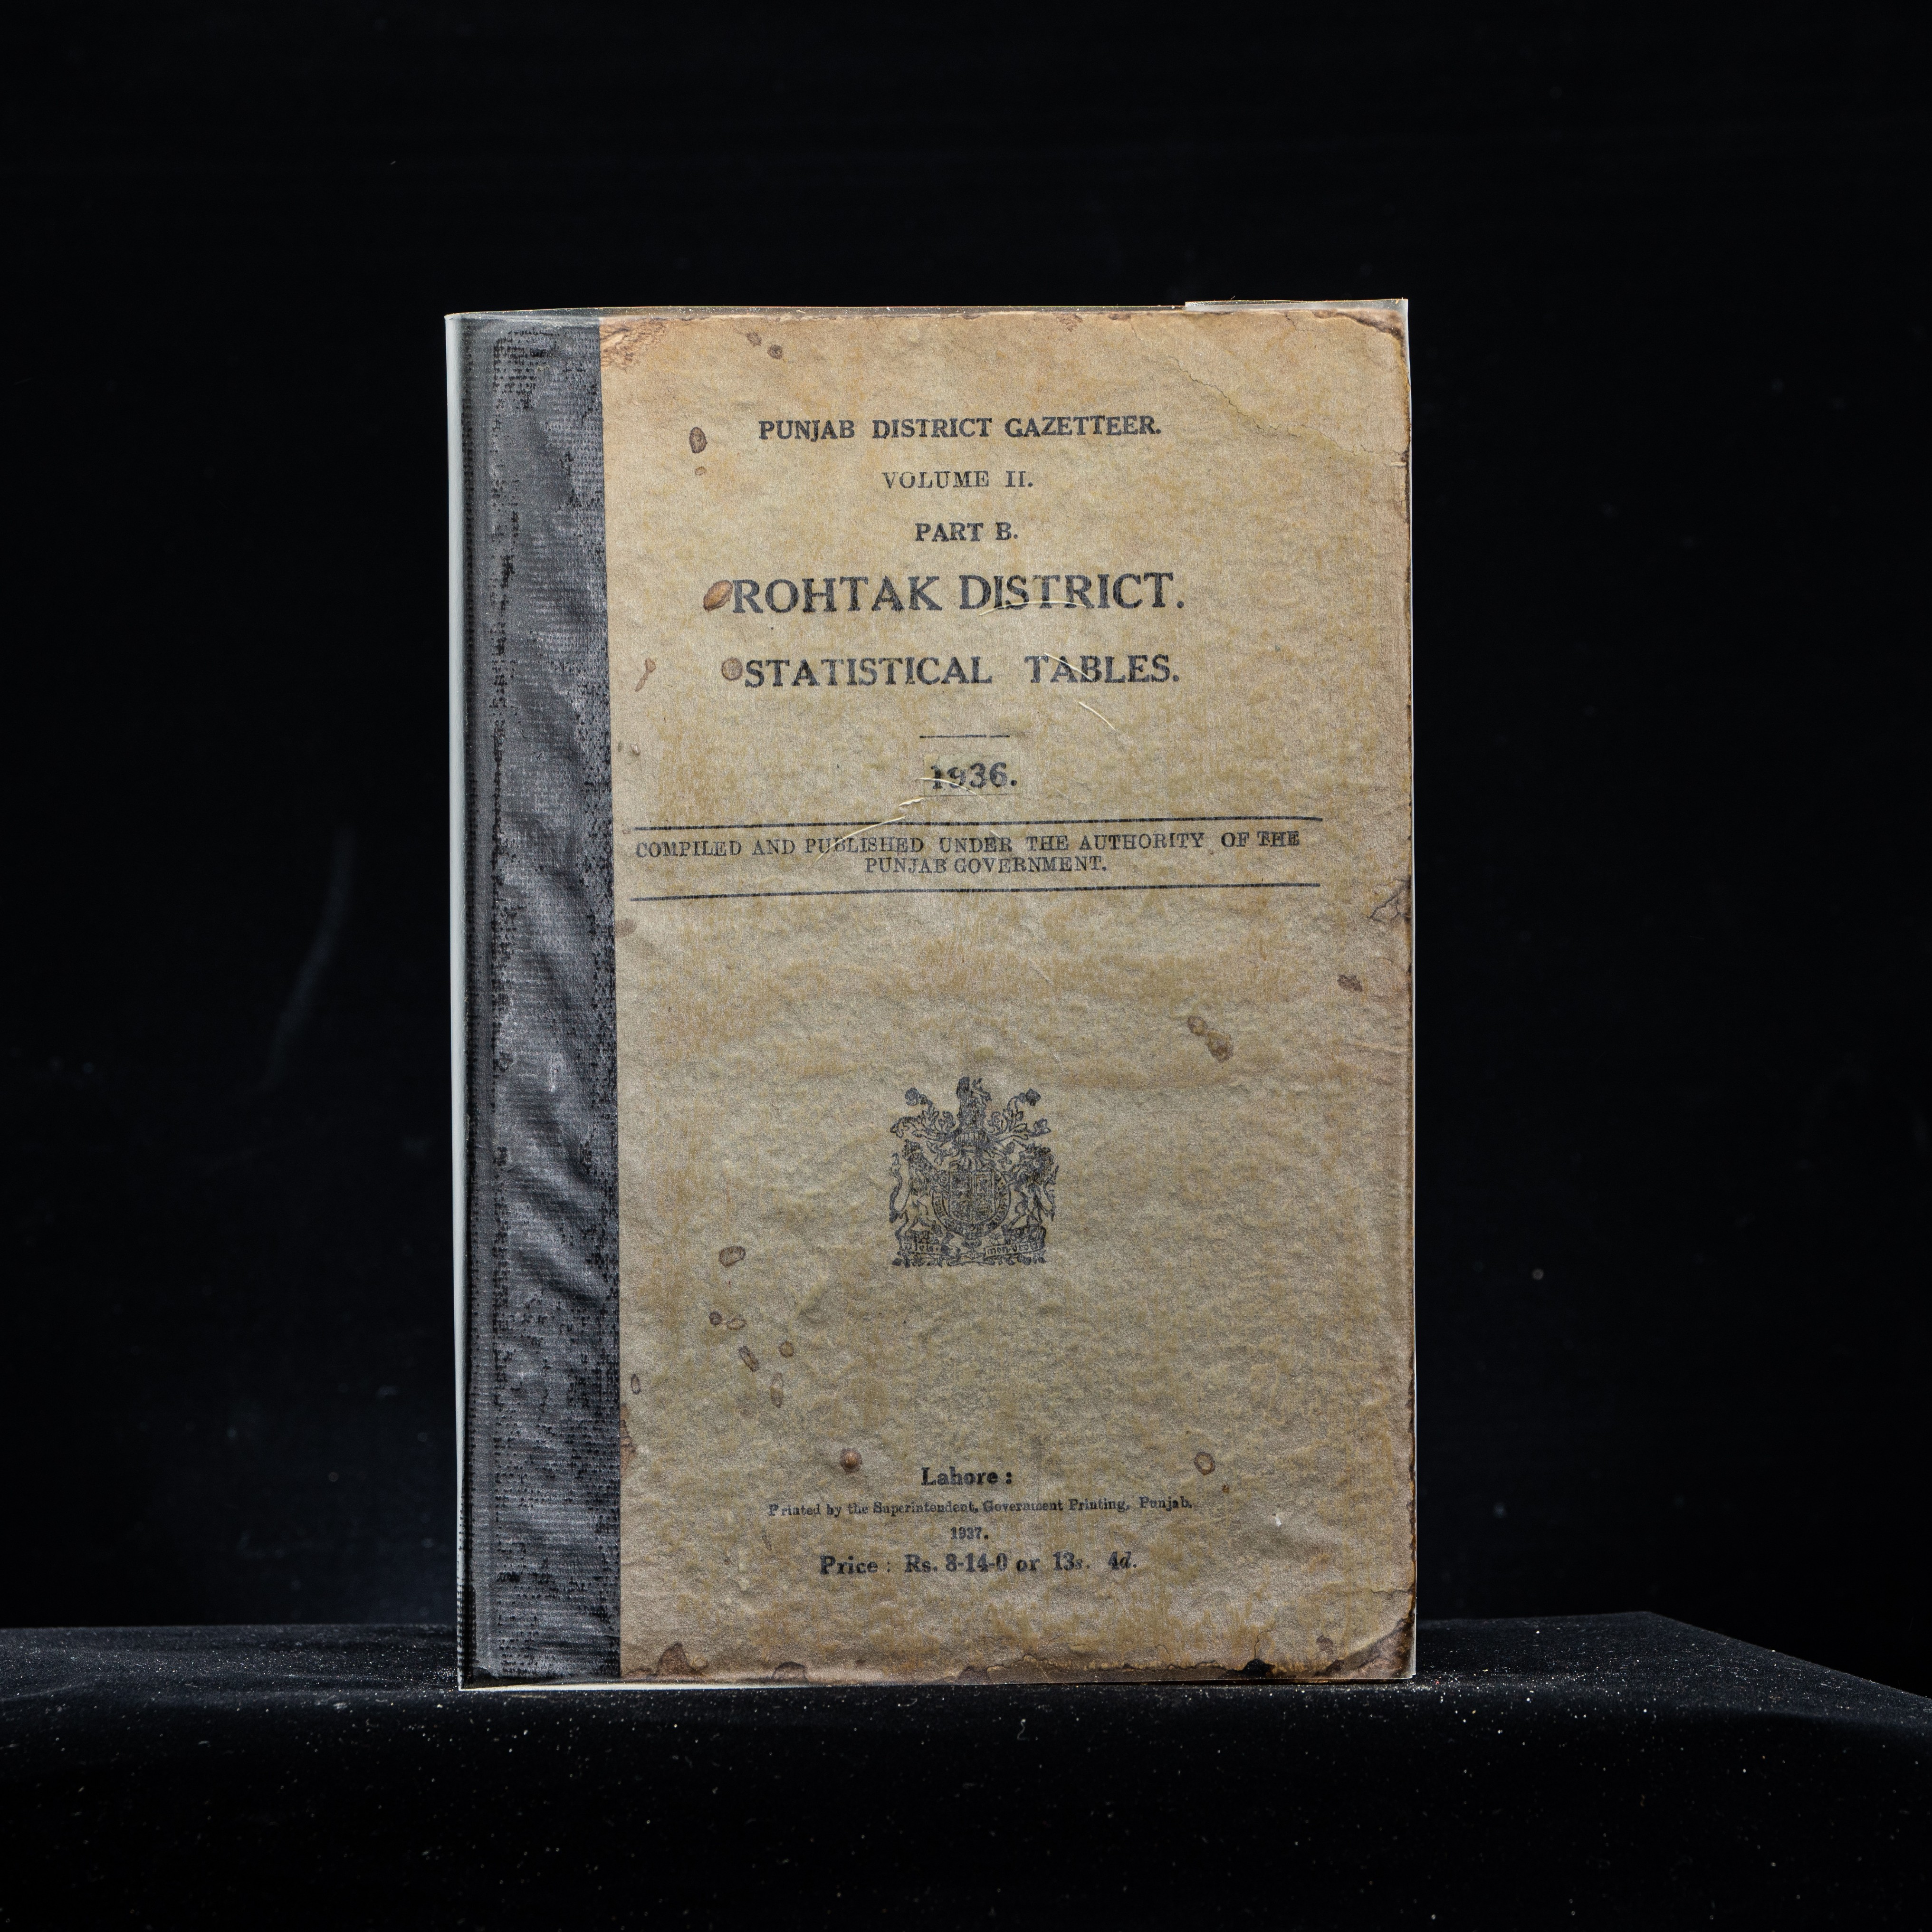 PUNJAB DISTRICT GAZETTEER.
VOLUME II.
PART B.
ROHTAK DISTRICT.
STATISTICAL TABLES.
1936.
COMPILED AND PUBLISHED UNDER THE AUTHORITY OF THE
PUNJAB GOVERNMENT.
Lahore :
Printed by the Superintendent, Government Printing, Punjab.
1937.
Price : Rs. 8-14-0 or 13s. 4d.